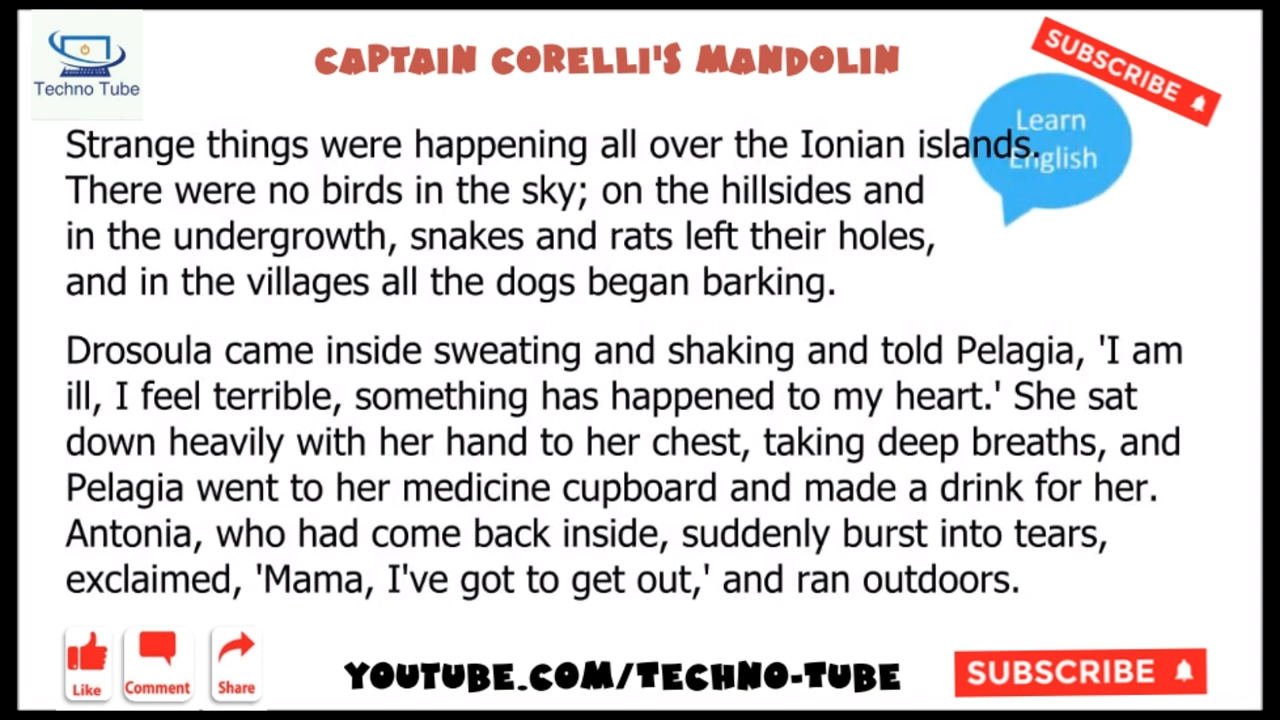 CAPTAIN CORELLI'S MANDOLIN
SUBSCRIBE
Techno Tube
Learn
English
Strange things were happening all over the Ionian islands.
There were no birds in the sky; on the hillsides and
in the undergrowth, snakes and rats left their holes,
and in the villages all the dogs began barking.
Drosoula came inside sweating and shaking and told Pelagia, 'I am
ill, I feel terrible, something has happened to my heart.' She sat
down heavily with her hand to her chest, taking deep breaths, and
Pelagia went to her medicine cupboard and made a drink for her.
Antonia, who had come back inside, suddenly burst into tears,
exclaimed, 'Mama, I've got to get out,' and ran outdoors.
Like
Comment
Share
YOUTUBE.COM/TECHNO-TUBE
SUBSCRIBE